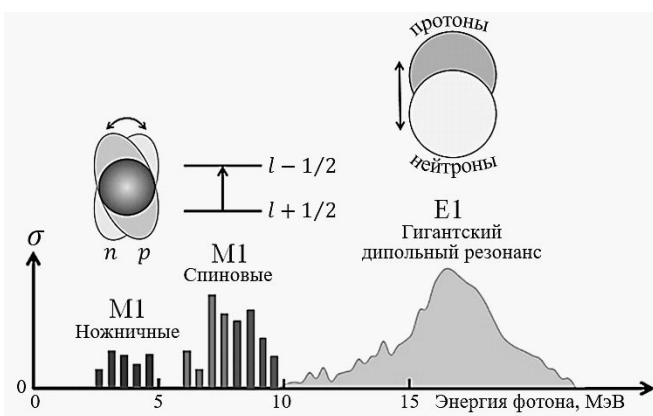 протоны
нейтроны
l − 1/2
l + 1/2
n p
E1
Гигантский
дипольный резонанс
M1
Спиновые
M1
Ножничные
σ
0
0 5 10 15 Энергия фотона, МэВ